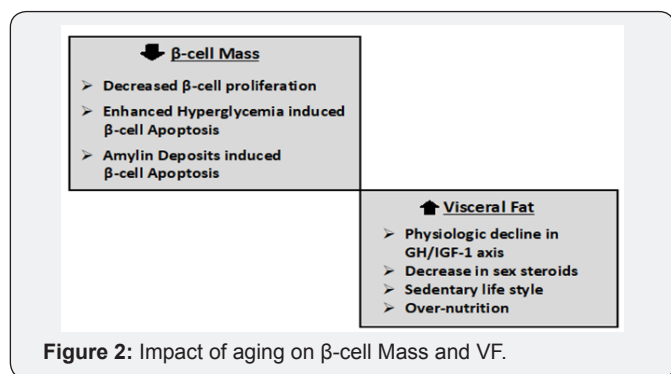 🡇 β-cell Mass
➢ Decreased β-cell proliferation
➢ Enhanced Hyperglycemia induced
β-cell Apoptosis
➢ Amylin Deposits induced
β-cell Apoptosis
🡅 Visceral Fat
➢ Physiologic decline in
GH/IGF-1 axis
➢ Decrease in sex steroids
➢ Sedentary life style
➢ Over-nutrition
Figure 2: Impact of aging on β-cell Mass and VF.